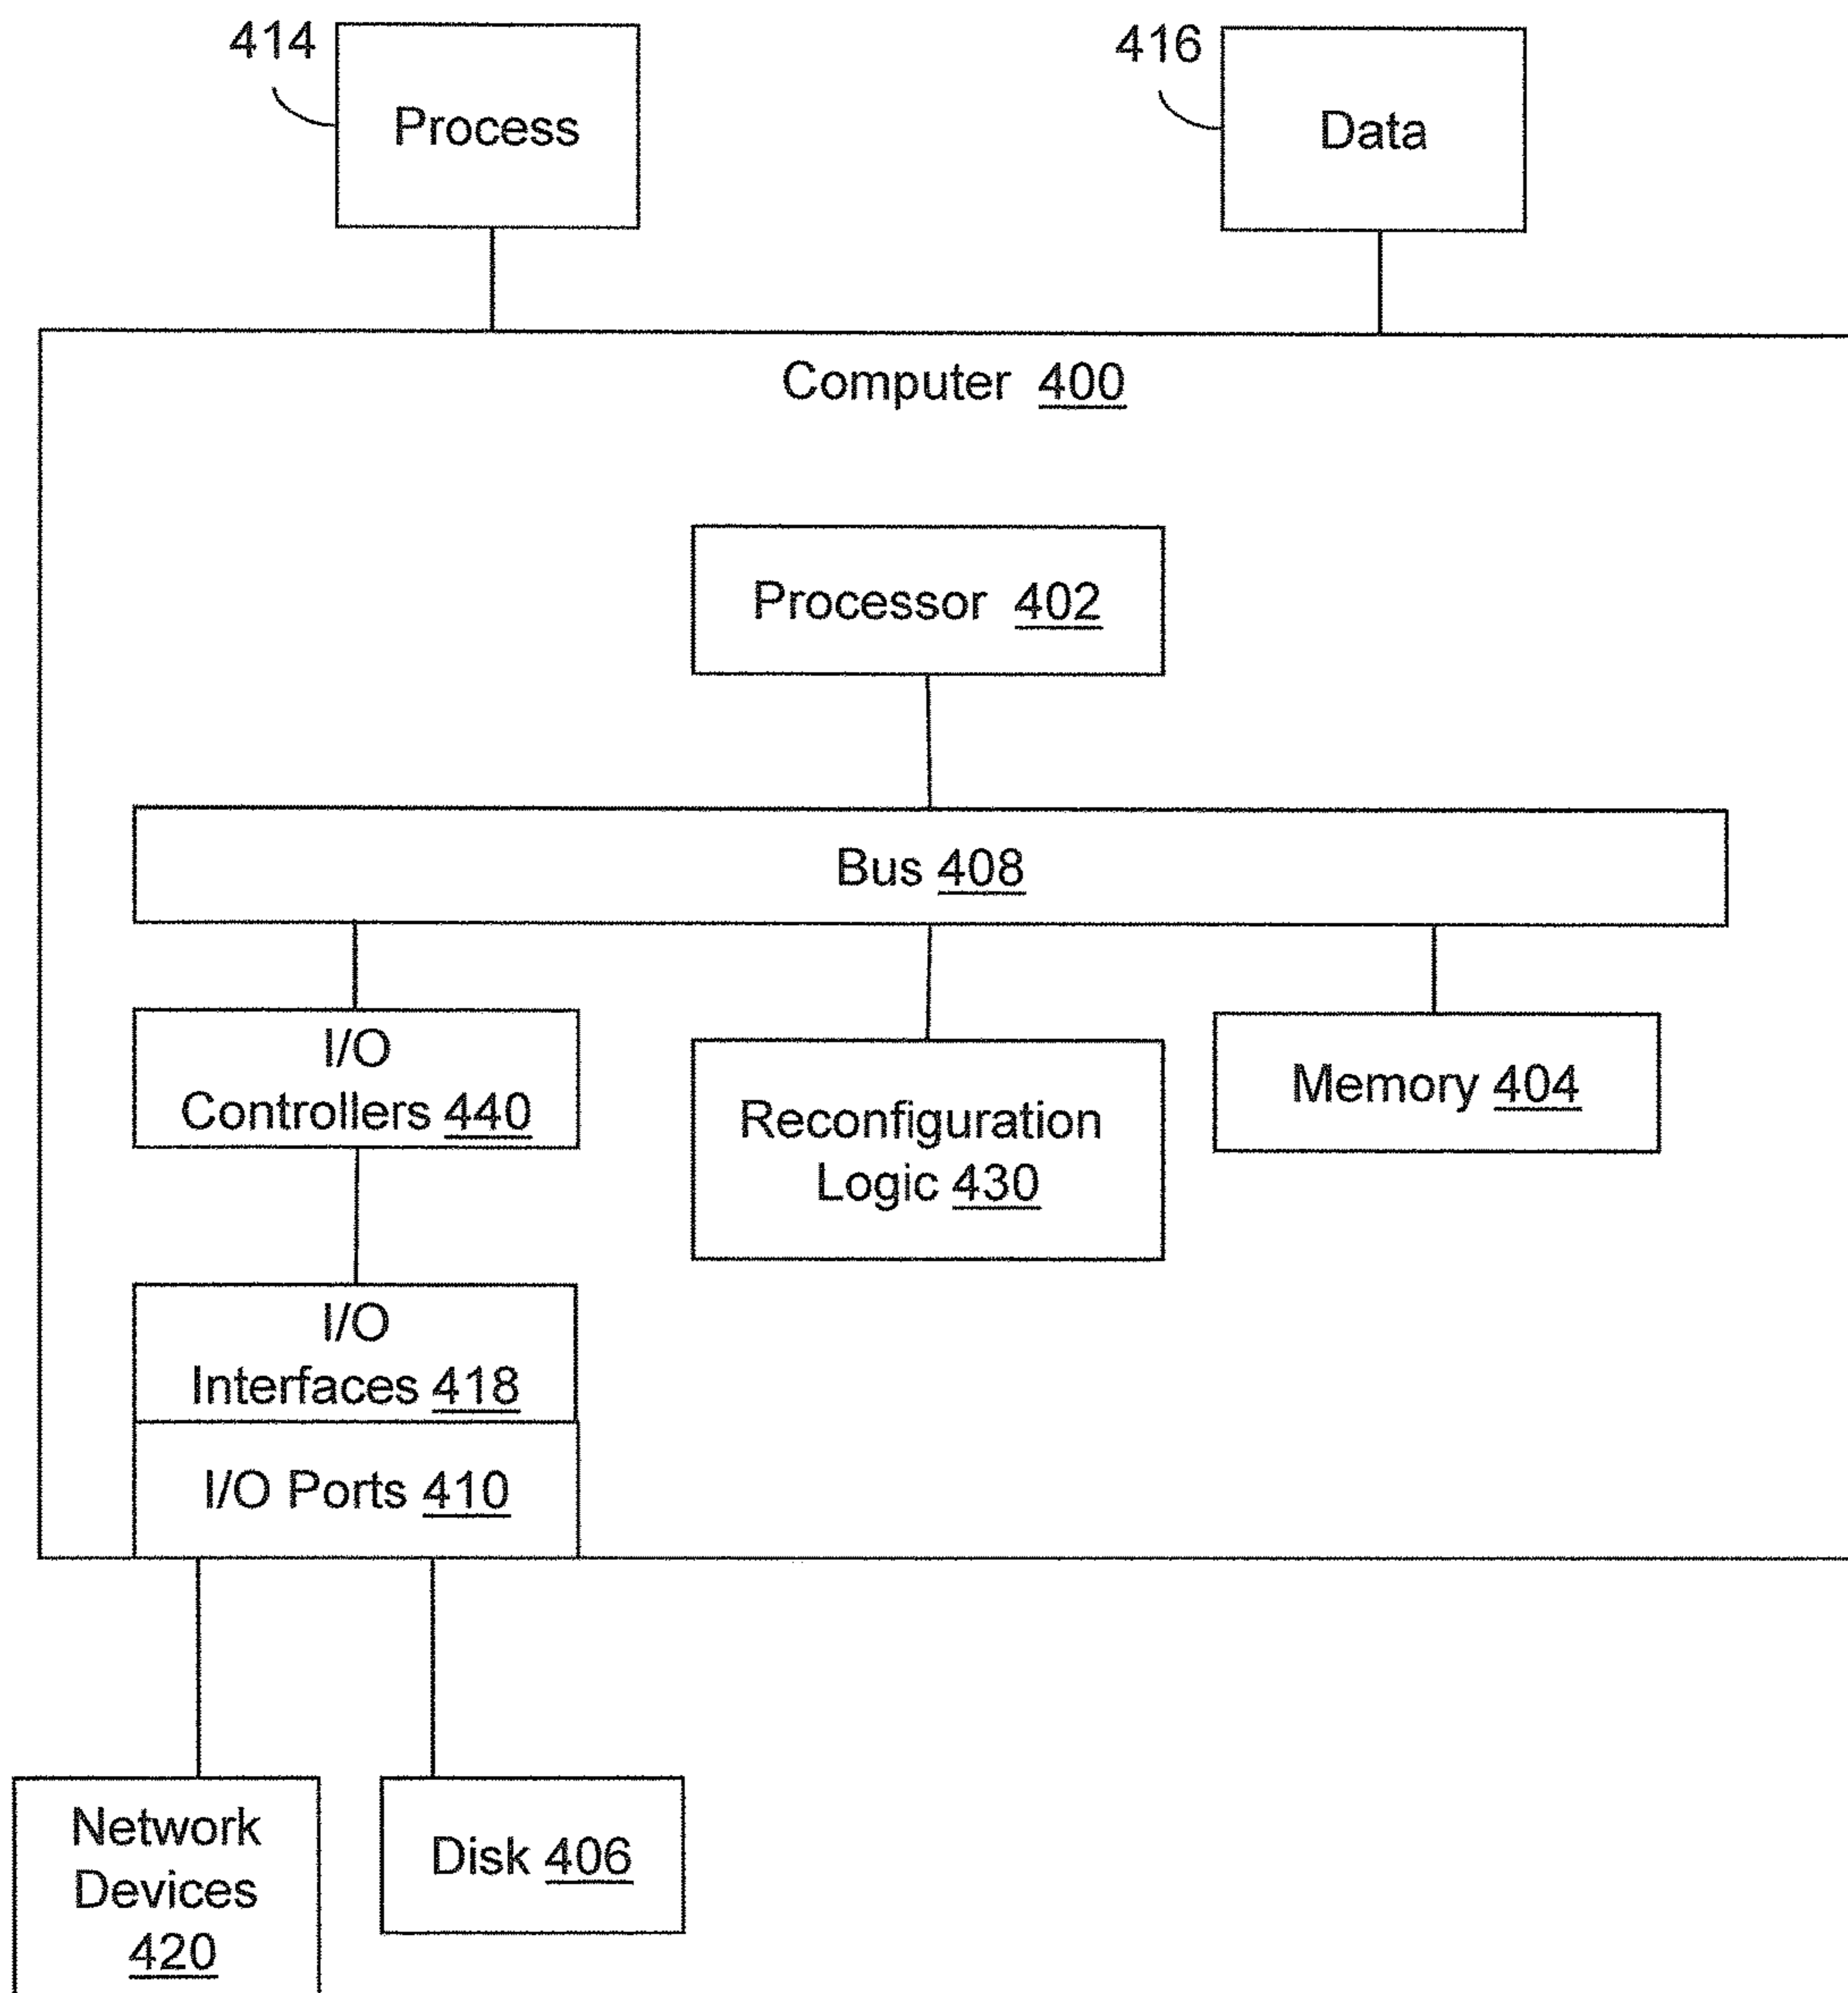 414
Process
416
Data
Computer 400
Processor 402
Bus 408
I/O
Controllers 440
Reconfiguration
Logic 430
Memory 404
I/O
Interfaces 418
I/O Ports 410
Network
Devices
420
Disk 406